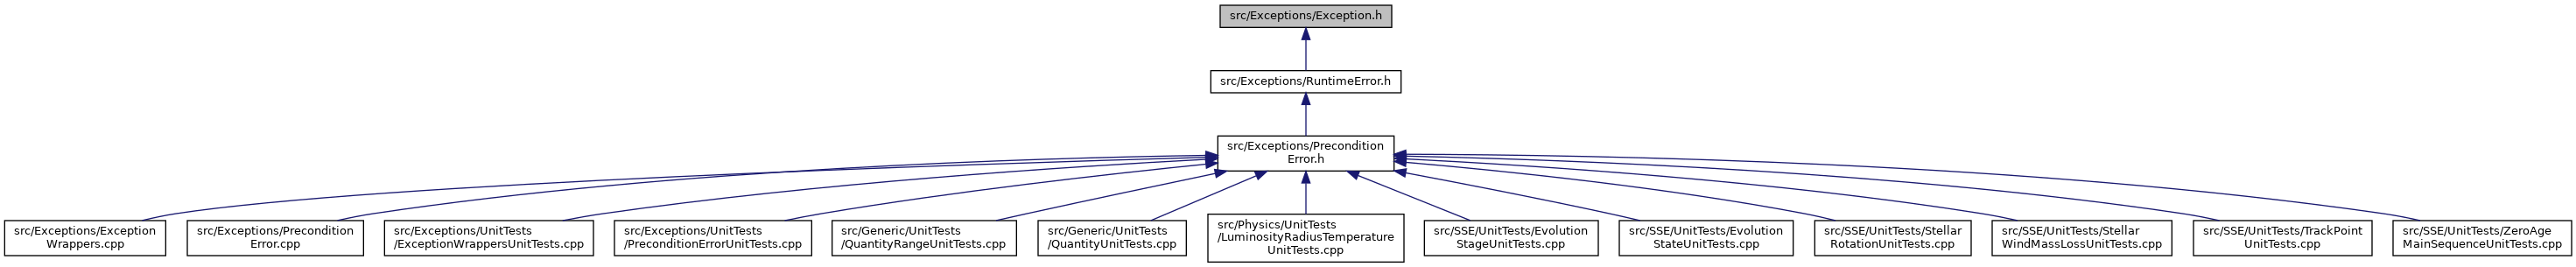 src/Exceptions/Exception.h
src/Exceptions/RuntimeError.h
src/Exceptions/Precondition
Error.h
src/Exceptions/Exception
Wrappers.cpp
src/Exceptions/Precondition
Error.cpp
src/Exceptions/UnitTests
/ExceptionWrappersUnitTests.cpp
src/Exceptions/UnitTests
/PreconditionErrorUnitTests.cpp
src/Generic/UnitTests
/QuantityRangeUnitTests.cpp
src/Generic/UnitTests
/QuantityUnitTests.cpp
src/Physics/UnitTests
/LuminosityRadiusTemperature
UnitTests.cpp
src/SSE/UnitTests/Evolution
StageUnitTests.cpp
src/SSE/UnitTests/Evolution
StateUnitTests.cpp
src/SSE/UnitTests/Stellar
RotationUnitTests.cpp
src/SSE/UnitTests/Stellar
WindMassLossUnitTests.cpp
src/SSE/UnitTests/TrackPoint
UnitTests.cpp
src/SSE/UnitTests/ZeroAge
MainSequenceUnitTests.cpp